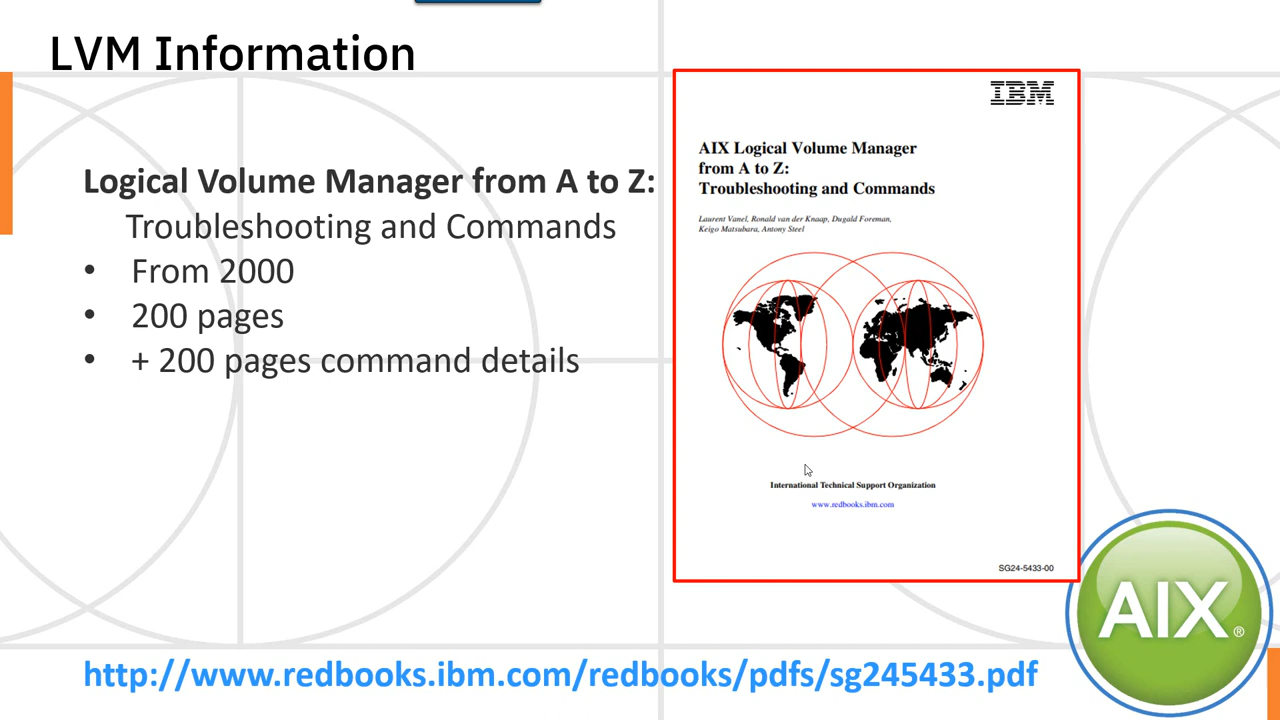 LVM Information
Logical Volume Manager from A to Z:
Troubleshooting and Commands
• From 2000
• 200 pages
• + 200 pages command details
IBM
AIX Logical Volume Manager
from A to Z:
Troubleshooting and Commands
Laurent Vanel, Ronald van der Knaap, Dugald Foreman,
Keigo Matsubara, Antony Steel
International Technical Support Organization
www.redbooks.ibm.com
SG24-5433-00
AIX®
http://www.redbooks.ibm.com/redbooks/pdfs/sg245433.pdf